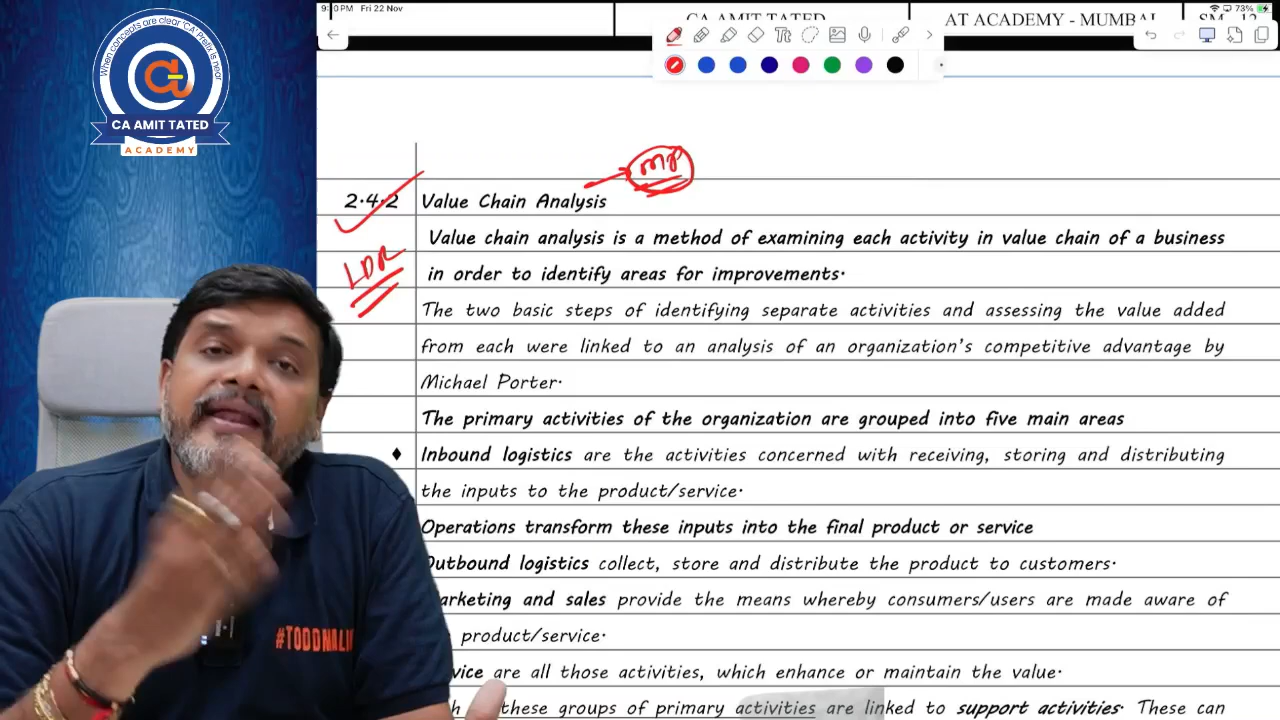 9:30PM Fri 22 Nov
73%
CA AMIT TATED
AT ACADEMY - MUMBAI
SM - 12
When concepts are clear 'CA' Prefix is near
CA AMIT TATED
ACADEMY
MP
2.4.2 Value Chain Analysis
Value chain analysis is a method of examining each activity in value chain of a business
in order to identify areas for improvements.
LDR
The two basic steps of identifying separate activities and assessing the value added
from each were linked to an analysis of an organization's competitive advantage by
Michael Porter.
The primary activities of the organization are grouped into five main areas
Inbound logistics are the activities concerned with receiving, storing and distributing
the inputs to the product/service.
Operations transform these inputs into the final product or service
Outbound logistics collect, store and distribute the product to customers.
arketing and sales provide the means whereby consumers/users are made aware of
product/service.
vice are all those activities, which enhance or maintain the value.
these groups of primary activities are linked to support activities. These can